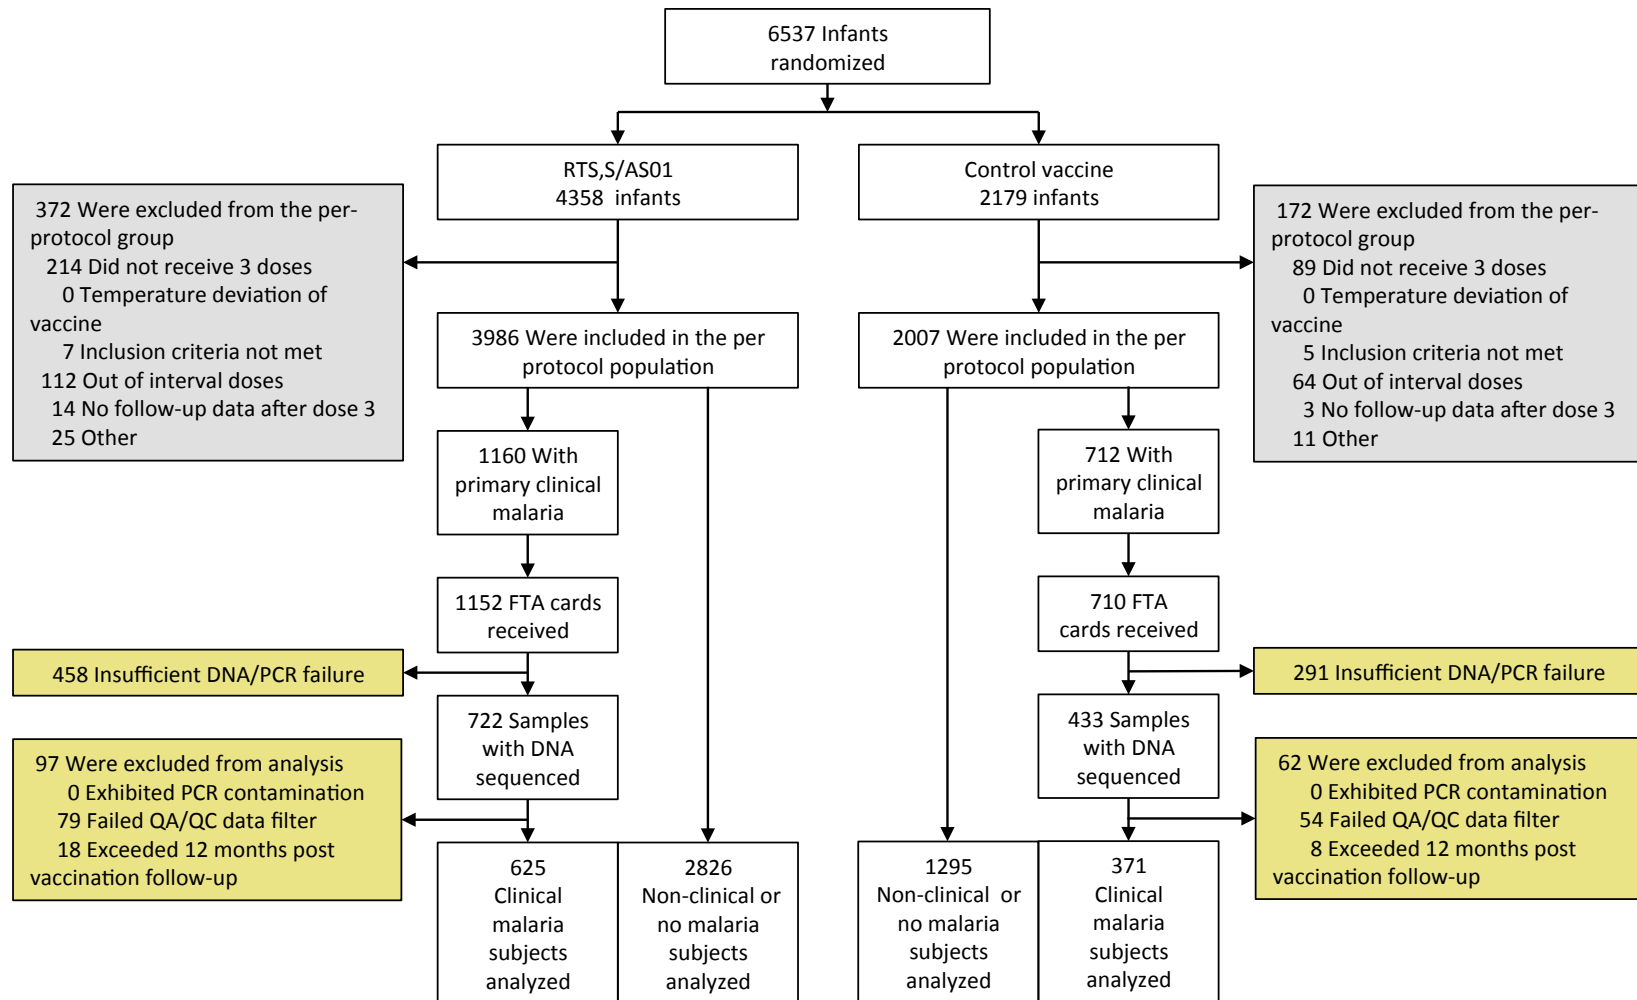 6537 Infants
randomized
RTS,S/AS01
4358 infants
Control vaccine
2179 infants
372 Were excluded from the per-
protocol group
214 Did not receive 3 doses
0 Temperature deviation of
vaccine
7 Inclusion criteria not met
112 Out of interval doses
14 No follow-up data after dose 3
25 Other
172 Were excluded from the per-
protocol group
89 Did not receive 3 doses
0 Temperature deviation of
vaccine
5 Inclusion criteria not met
64 Out of interval doses
3 No follow-up data after dose 3
11 Other
3986 Were included in the per
protocol population
2007 Were included in the per
protocol population
1160 With
primary clinical
malaria
712 With
primary clinical
malaria
1152 FTA cards
received
710 FTA
cards received
458 Insufficient DNA/PCR failure
291 Insufficient DNA/PCR failure
722 Samples
with DNA
sequenced
433 Samples
with DNA
sequenced
97 Were excluded from analysis
0 Exhibited PCR contamination
79 Failed QA/QC data filter
18 Exceeded 12 months post
vaccination follow-up
62 Were excluded from analysis
0 Exhibited PCR contamination
54 Failed QA/QC data filter
8 Exceeded 12 months post
vaccination follow-up
625
Clinical
malaria
subjects
analyzed
2826
Non-clinical or
no malaria
subjects
analyzed
1295
Non-clinical or
no malaria
subjects
analyzed
371
Clinical
malaria
subjects
analyzed